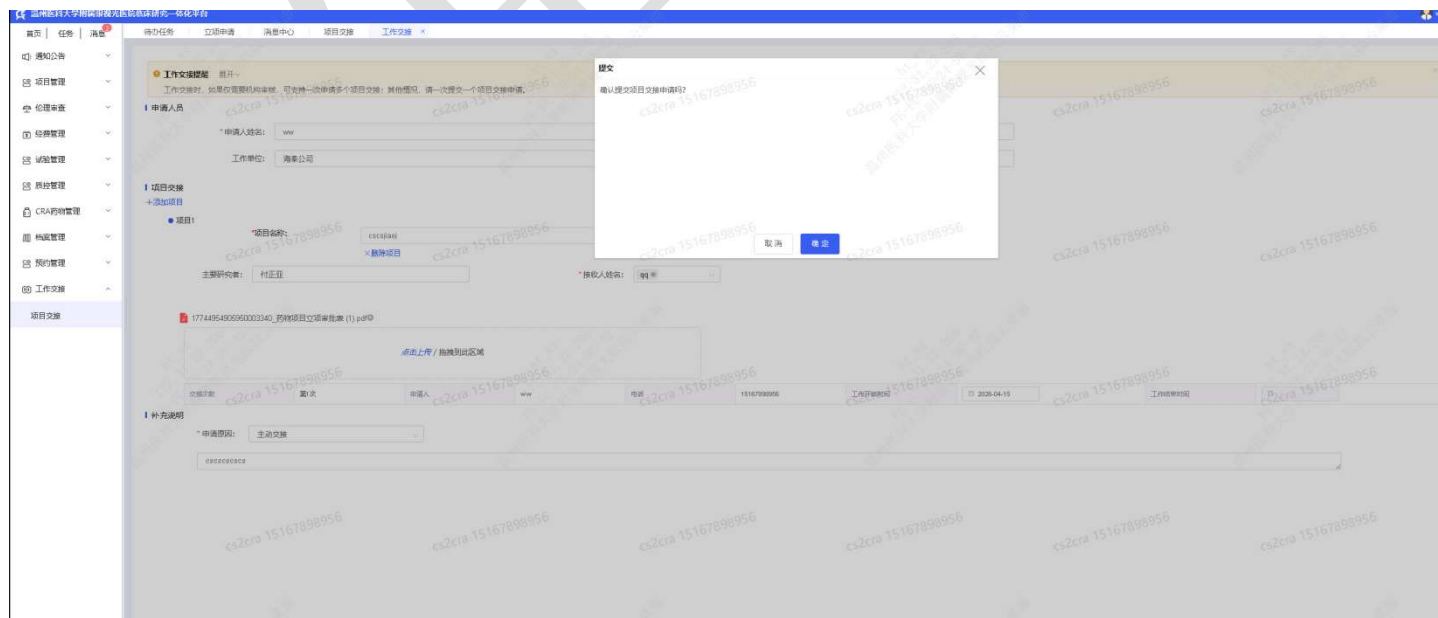 温州医科大学附属眼视光医院临床研究一体化平台
首页 任务 消息
待办任务 立项申请 消息中心 项目交接 工作交接 ×
通知公告
项目管理
伦理审查
经费管理
试验管理
质控管理
CRA药物管理
档案管理
预约管理
工作交接
项目交接
工作交接提醒 展开
工作交接时，如果仅需要机构审核，可支持一次申请多个项目交接；其他情况，请一次提交一个项目交接申请。
申请人员
*申请人姓名： ww
工作单位： 海泰公司
项目交接
+添加项目
项目1
*项目名称： cscsjiaoji
×删除项目
主要研究者： 付正亚
*接收人姓名： qq
_药物项目立项审批表 (1).pdf
点击上传 / 拖拽到此区域
交接次数 第1次 申请人 ww 电话 15167898956 工作开始时间 2026-04-15 工作结束时间
补充说明
*申请原因： 主动交接
提交
确认提交项目交接申请吗？
取消 确定
cs2cra 15167898956